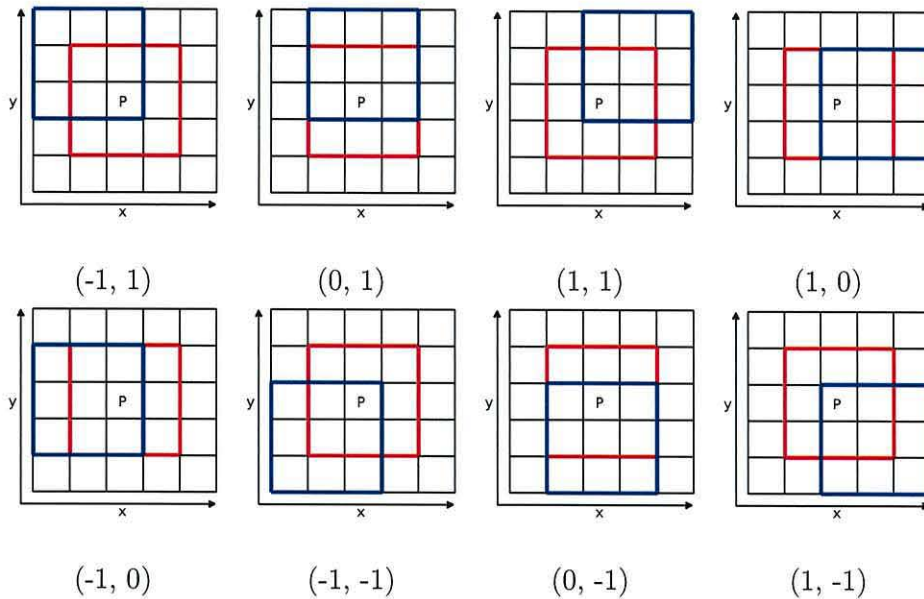 P P P P
y y y y
x x x x
(-1, 1) (0, 1) (1, 1) (1, 0)
P P P P
y y y y
x x x x
(-1, 0) (-1, -1) (0, -1) (1, -1)